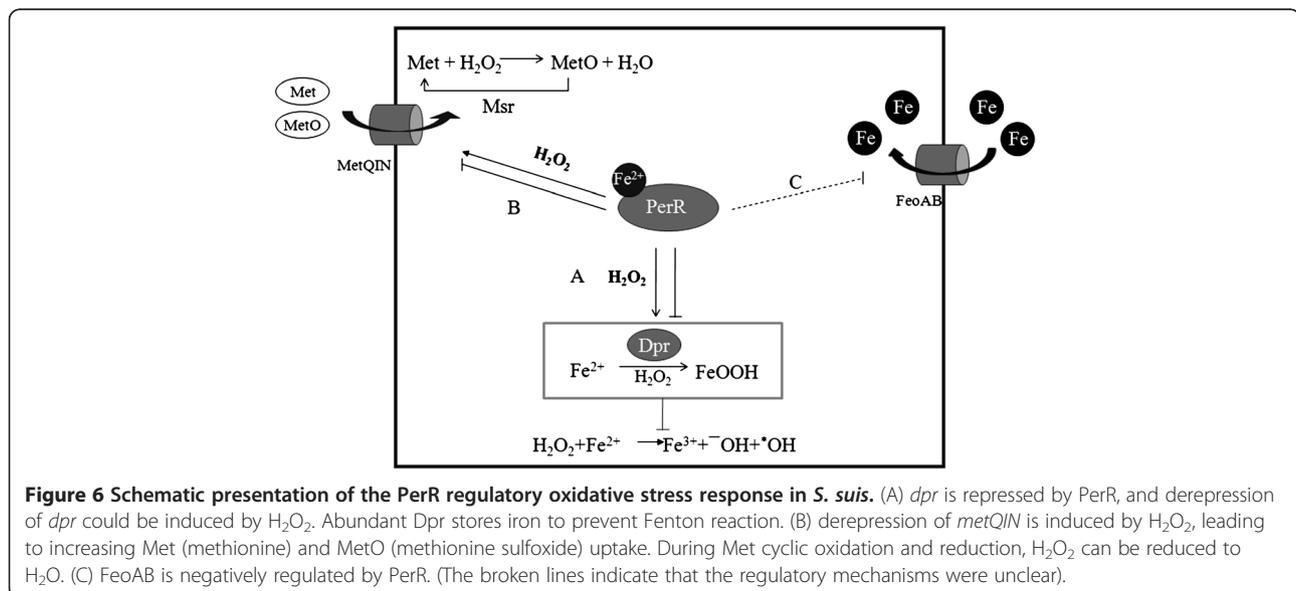 Met + H₂O₂ → MetO + H₂O
Msr
Met
MetO
MetQIN
H₂O₂
B
Fe²⁺
PerR
C
Fe
Fe
Fe
Fe
FeoAB
A H₂O₂
Dpr
Fe²⁺ → FeOOH
H₂O₂
H₂O₂+Fe²⁺ → Fe³⁺+⁻OH+•OH
Figure 6 Schematic presentation of the PerR regulatory oxidative stress response in S. suis. (A) dpr is repressed by PerR, and derepression
of dpr could be induced by H₂O₂. Abundant Dpr stores iron to prevent Fenton reaction. (B) derepression of metQIN is induced by H₂O₂, leading
to increasing Met (methionine) and MetO (methionine sulfoxide) uptake. During Met cyclic oxidation and reduction, H₂O₂ can be reduced to
H₂O. (C) FeoAB is negatively regulated by PerR. (The broken lines indicate that the regulatory mechanisms were unclear).